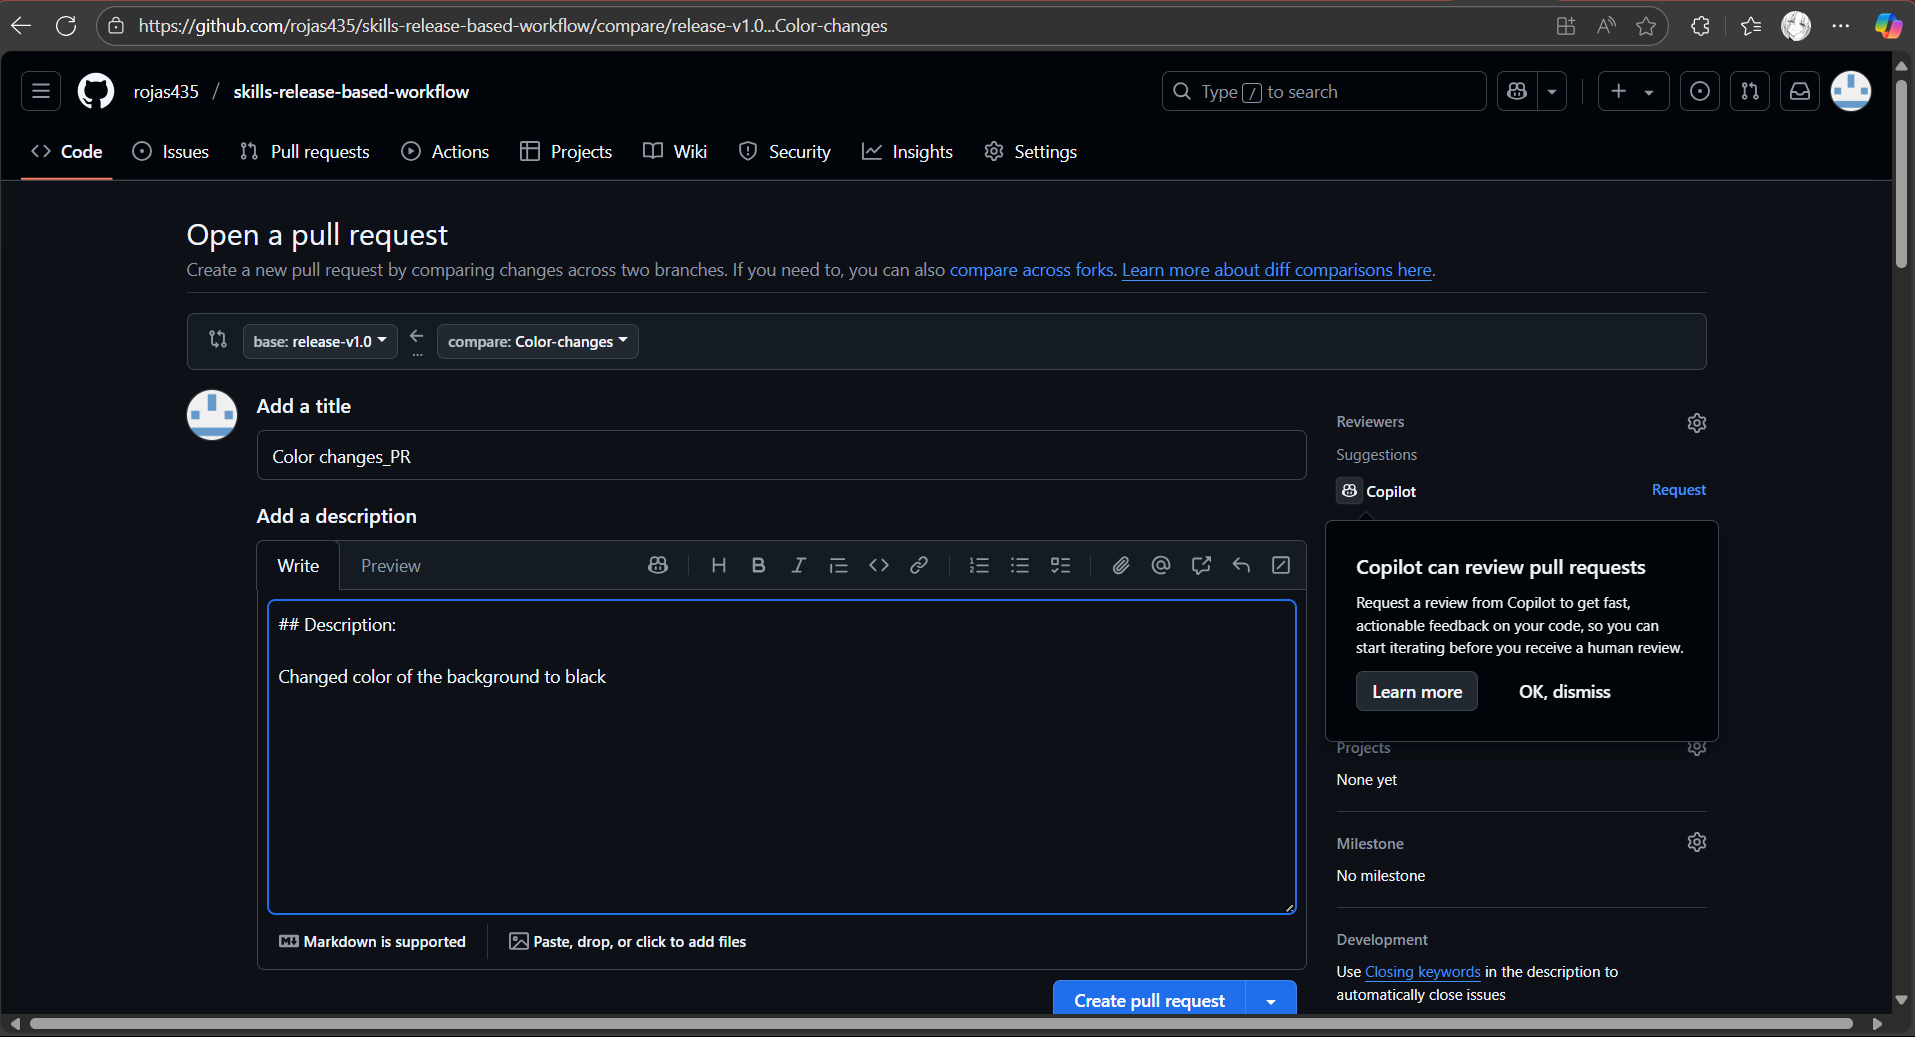 https://github.com/rojas435/skills-release-based-workflow/compare/release-v1.0...Color-changes
rojas435 / skills-release-based-workflow
Type / to search
Code
Issues
Pull requests
Actions
Projects
Wiki
Security
Insights
Settings
Open a pull request
Create a new pull request by comparing changes across two branches. If you need to, you can also compare across forks. Learn more about diff comparisons here.
base: release-v1.0
...
compare: Color-changes
Add a title
Color changes_PR
Add a description
Write
Preview
## Description:
Changed color of the background to black
Markdown is supported
Paste, drop, or click to add files
Create pull request
Reviewers
Suggestions
Copilot
Request
Copilot can review pull requests
Request a review from Copilot to get fast,
actionable feedback on your code, so you can
start iterating before you receive a human review.
Learn more
OK, dismiss
Projects
None yet
Milestone
No milestone
Development
Use Closing keywords in the description to
automatically close issues